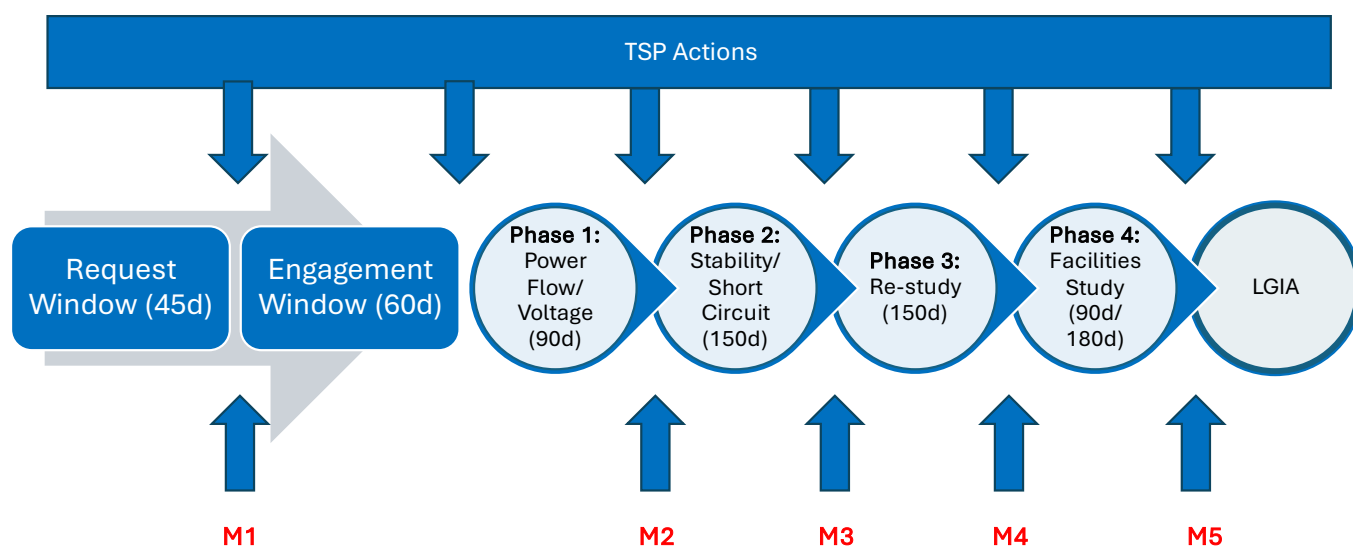 TSP Actions
Request
Window (45d)
Engagement
Window (60d)
Phase 1:
Power
Flow/
Voltage
(90d)
Phase 2:
Stability/
Short
Circuit
(150d)
Phase 3:
Re-study
(150d)
Phase 4:
Facilities
Study
(90d/
180d)
LGIA
M1
M2
M3
M4
M5